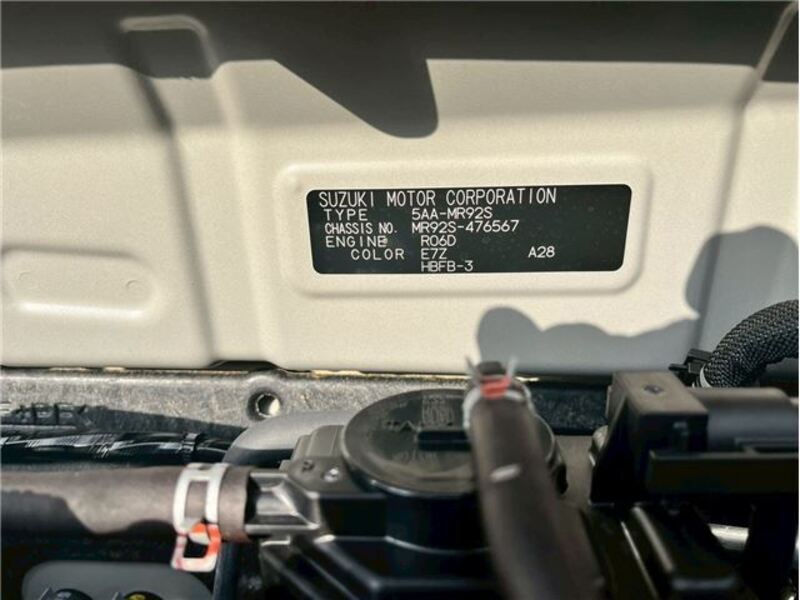 SUZUKI MOTOR CORPORATION
TYPE 5AA-MR92S
CHASSIS NO. MR92S-476567
ENGINE R06D
COLOR E7Z A28
HBFB-3